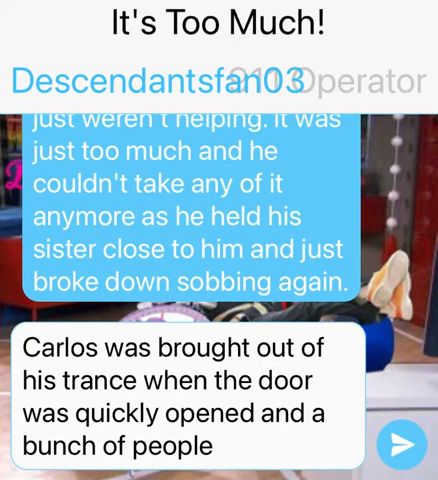 It's Too Much!
Descendantsfan03 911 Operator
just weren't helping. It was
just too much and he
couldn't take any of it
anymore as he held his
sister close to him and just
broke down sobbing again.
Carlos was brought out of
his trance when the door
was quickly opened and a
bunch of people